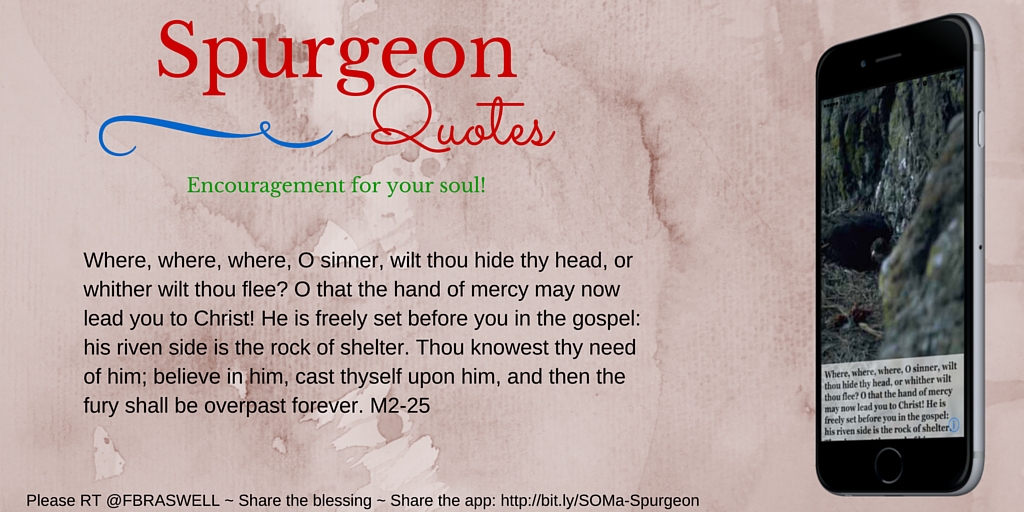 Spurgeon
Quotes
Encouragement for your soul!
Where, where, where, O sinner, wilt thou hide thy head, or
whither wilt thou flee? O that the hand of mercy may now
lead you to Christ! He is freely set before you in the gospel:
his riven side is the rock of shelter. Thou knowest thy need
of him; believe in him, cast thyself upon him, and then the
fury shall be overpast forever. M2-25
Where, where, where, O sinner, wilt
thou hide thy head, or whither wilt
thou flee? O that the hand of mercy
may now lead you to Christ! He is
freely set before you in the gospel:
his riven side is the rock of shelter.
Please RT @FBRASWELL ~ Share the blessing ~ Share the app: http://bit.ly/SOMa-Spurgeon